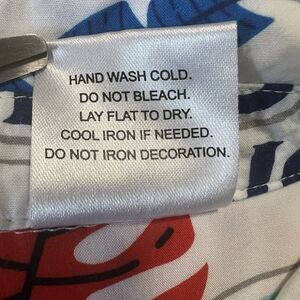 HAND WASH COLD.
DO NOT BLEACH.
LAY FLAT TO DRY.
COOL IRON IF NEEDED.
DO NOT IRON DECORATION.